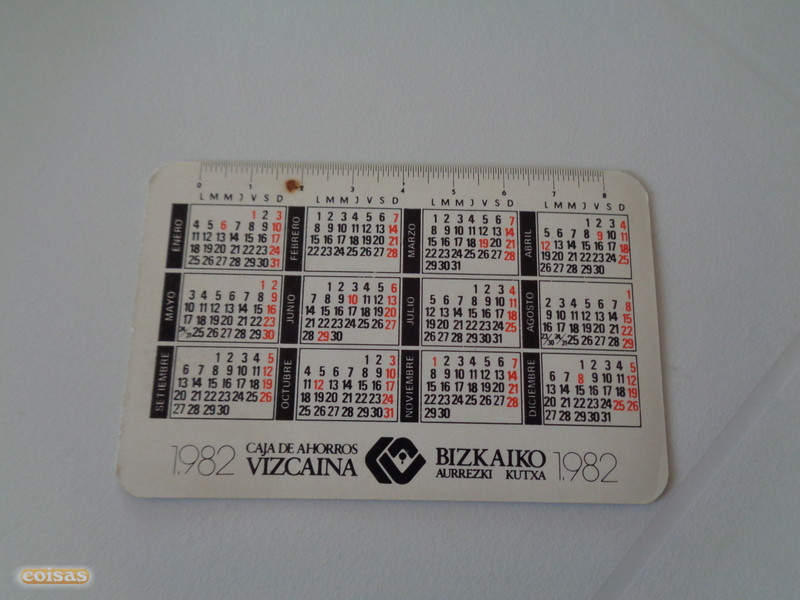 0 1 2 3 4 5 6 7 8
L M M J V S D L M M J V S D L M M J V S D L M M J V S D
ENERO
1 2 3
4 5 6 7 8 9 10
11 12 13 14 15 16 17
18 19 20 21 22 23 24
25 26 27 28 29 30 31
FEBRERO
1 2 3 4 5 6 7
8 9 10 11 12 13 14
15 16 17 18 19 20 21
22 23 24 25 26 27 28
MARZO
1 2 3 4 5 6 7
8 9 10 11 12 13 14
15 16 17 18 19 20 21
22 23 24 25 26 27 28
29 30 31
ABRIL
1 2 3 4
5 6 7 8 9 10 11
12 13 14 15 16 17 18
19 20 21 22 23 24 25
26 27 28 29 30
MAYO
1 2
3 4 5 6 7 8 9
10 11 12 13 14 15 16
17 18 19 20 21 22 23
24/31 25 26 27 28 29 30
JUNIO
1 2 3 4 5 6
7 8 9 10 11 12 13
14 15 16 17 18 19 20
21 22 23 24 25 26 27
28 29 30
JULIO
1 2 3 4
5 6 7 8 9 10 11
12 13 14 15 16 17 18
19 20 21 22 23 24 25
26 27 28 29 30 31
AGOSTO
1
2 3 4 5 6 7 8
9 10 11 12 13 14 15
16 17 18 19 20 21 22
23/30 24/31 25 26 27 28 29
SETIEMBRE
1 2 3 4 5
6 7 8 9 10 11 12
13 14 15 16 17 18 19
20 21 22 23 24 25 26
27 28 29 30
OCTUBRE
1 2 3
4 5 6 7 8 9 10
11 12 13 14 15 16 17
18 19 20 21 22 23 24
25 26 27 28 29 30 31
NOVIEMBRE
1 2 3 4 5 6 7
8 9 10 11 12 13 14
15 16 17 18 19 20 21
22 23 24 25 26 27 28
29 30
DICIEMBRE
1 2 3 4 5
6 7 8 9 10 11 12
13 14 15 16 17 18 19
20 21 22 23 24 25 26
27 28 29 30 31
1.982
CAJA DE AHORROS
VIZCAINA
BIZKAIKO
AURREZKI KUTXA
1.982
coisas